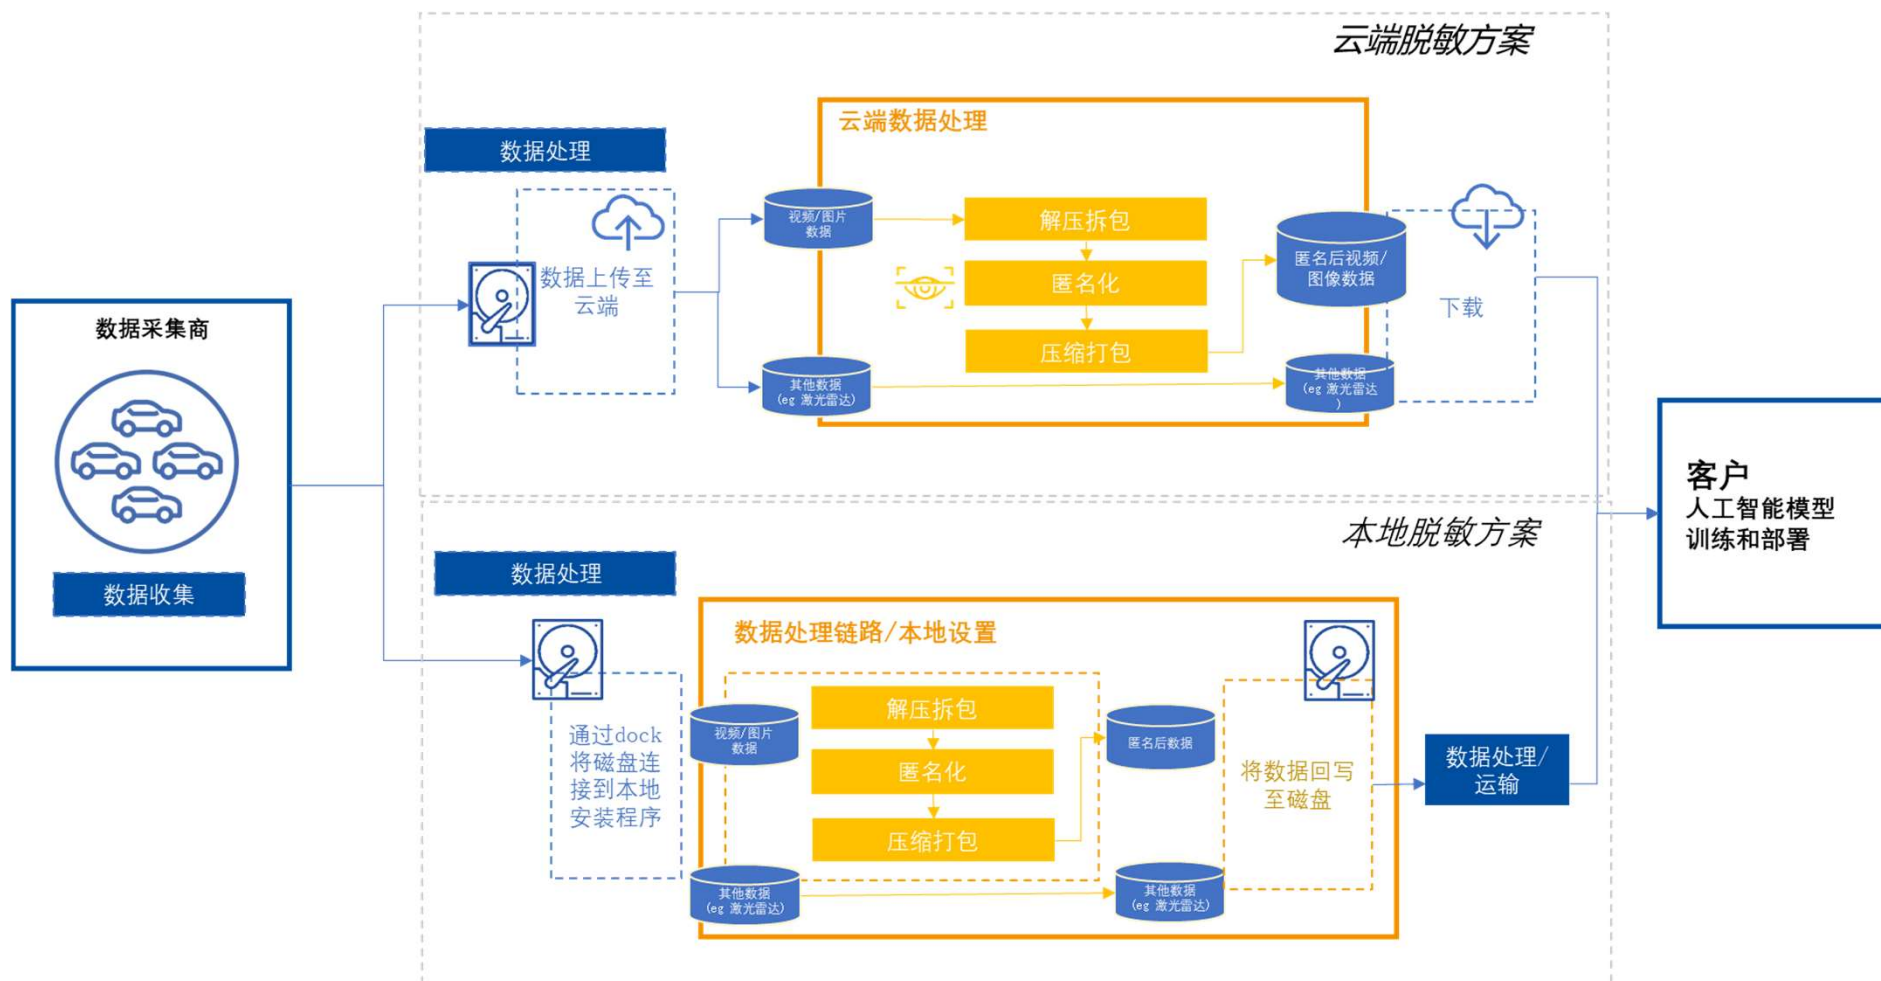 云端脱敏方案
云端数据处理
数据处理
视频/图片
数据
解压拆包
数据上传至
云端
匿名化
匿名后视频/
图像数据
下载
压缩打包
其他数据
(eg 激光雷达)
其他数据
(eg 激光雷达
)
数据采集商
数据收集
客户
人工智能模型
训练和部署
本地脱敏方案
数据处理
数据处理链路/本地设置
通过dock
将磁盘连
接到本地
安装程序
视频/图片
数据
解压拆包
匿名化
压缩打包
匿名后数据
将数据回写
至磁盘
数据处理/
运输
其他数据
(eg 激光雷达)
其他数据
(eg 激光雷达)